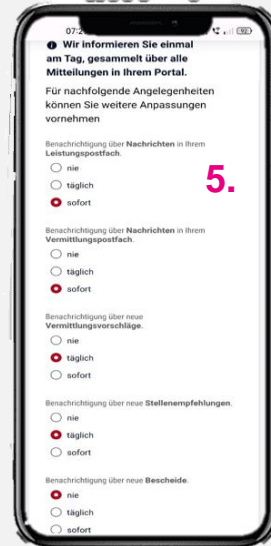 Wir informieren Sie einmal
am Tag, gesammelt über alle
Mitteilungen in Ihrem Portal.
Für nachfolgende Angelegenheiten
können Sie weitere Anpassungen
vornehmen
Benachrichtigung über Nachrichten in Ihrem
Leistungspostfach.
nie
täglich
sofort
5.
Benachrichtigung über Nachrichten in Ihrem
Vermittlungspostfach.
nie
täglich
sofort
Benachrichtigung über neue
Vermittlungsvorschläge.
nie
täglich
sofort
Benachrichtigung über neue Stellenempfehlungen.
nie
täglich
sofort
Benachrichtigung über neue Bescheide.
nie
täglich
sofort